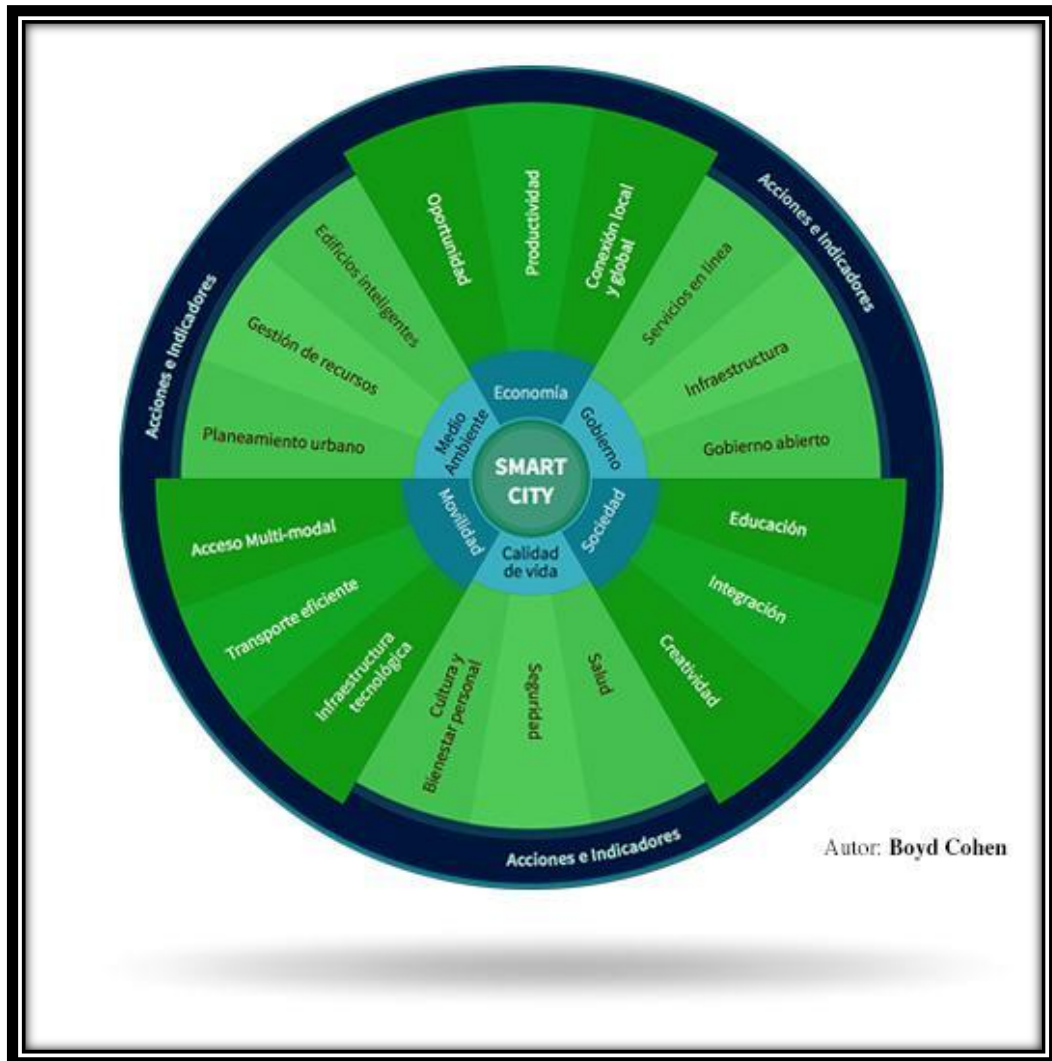 Acciones e Indicadores
Acciones e Indicadores
Oportunidad
Productividad
Conexión local
y global
Edificios inteligentes
Gestión de recursos
Planeamiento urbano
Servicios en línea
Infraestructura
Gobierno abierto
Economía
Medio
Ambiente
Gobierno
SMART
CITY
Movilidad
Sociedad
Calidad
de vida
Acceso Multi-modal
Transporte eficiente
Infraestructura
tecnológica
Cultura y
Bienestar personal
Seguridad
Salud
Educación
Integración
Creatividad
Acciones e Indicadores
Autor: Boyd Cohen